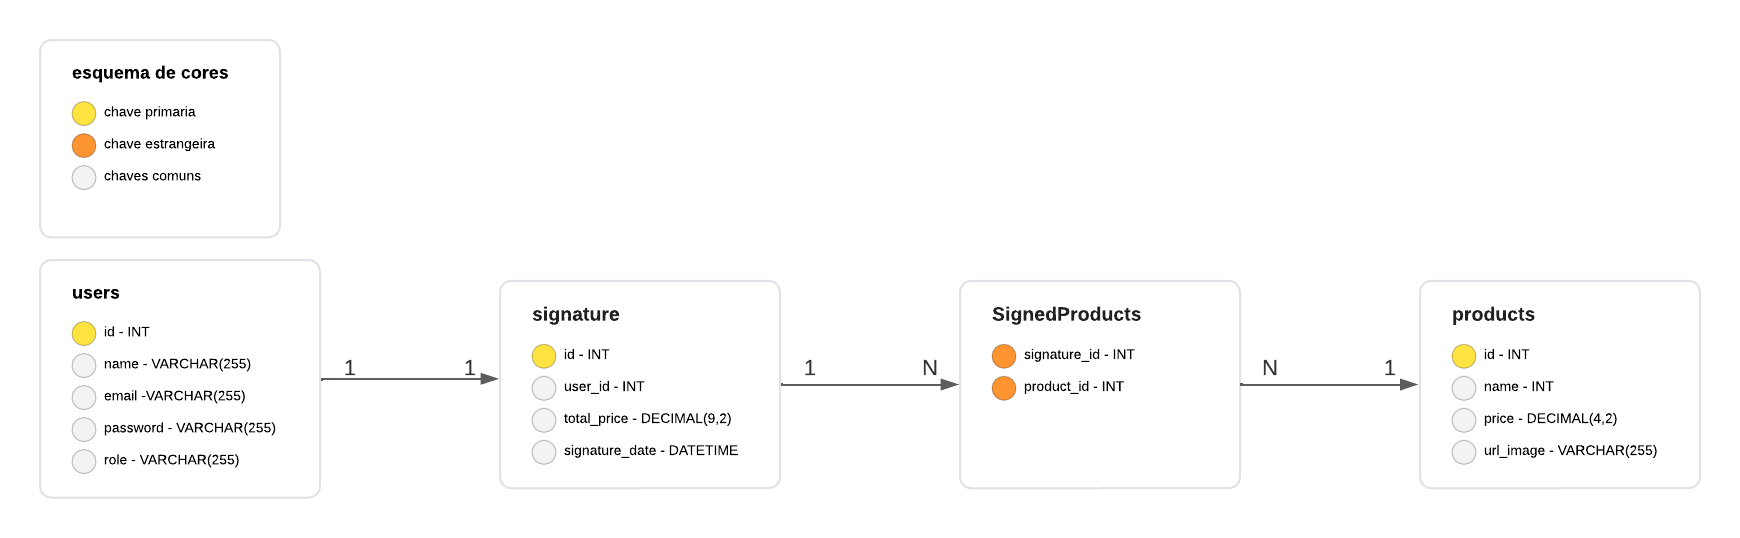 esquema de cores
chave primaria
chave estrangeira
chaves comuns
users
id - INT
name - VARCHAR(255)
email -VARCHAR(255)
password - VARCHAR(255)
role - VARCHAR(255)
1
1
signature
id - INT
user_id - INT
total_price - DECIMAL(9,2)
signature_date - DATETIME
1
N
SignedProducts
signature_id - INT
product_id - INT
N
1
products
id - INT
name - INT
price - DECIMAL(4,2)
url_image - VARCHAR(255)